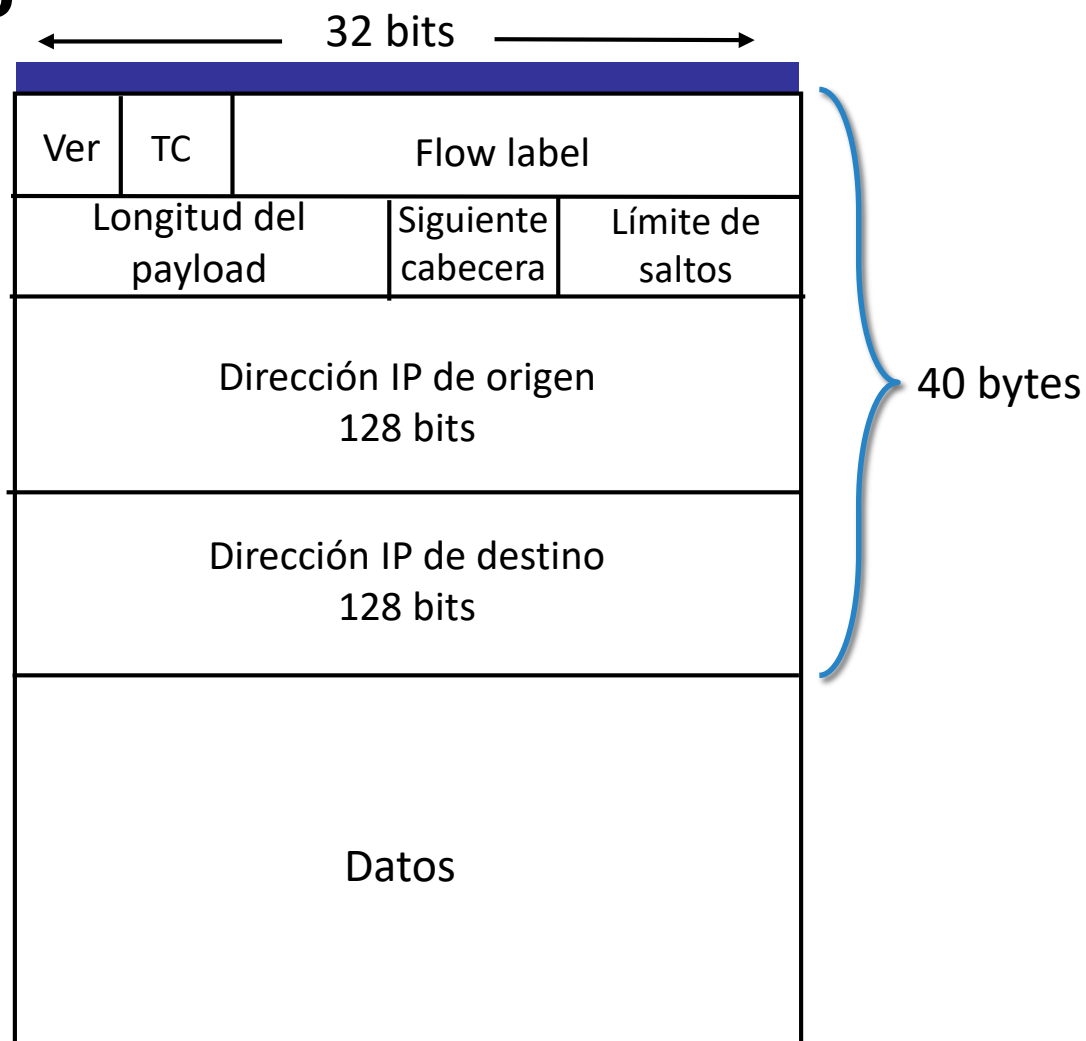 32 bits
Ver
TC
Flow label
Longitud del
payload
Siguiente
cabecera
Límite de
saltos
Dirección IP de origen
128 bits
40 bytes
Dirección IP de destino
128 bits
Datos